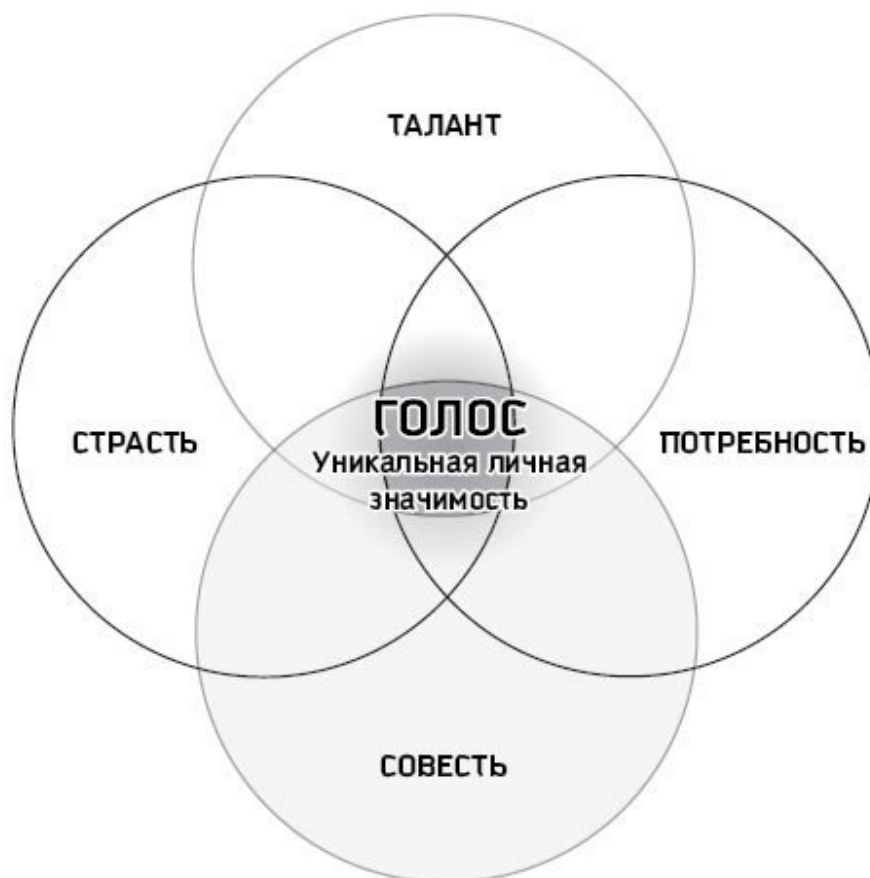 ТАЛАНТ
СТРАСТЬ
ГОЛОС
Уникальная личная
значимость
ПОТРЕБНОСТЬ
СОВЕСТЬ